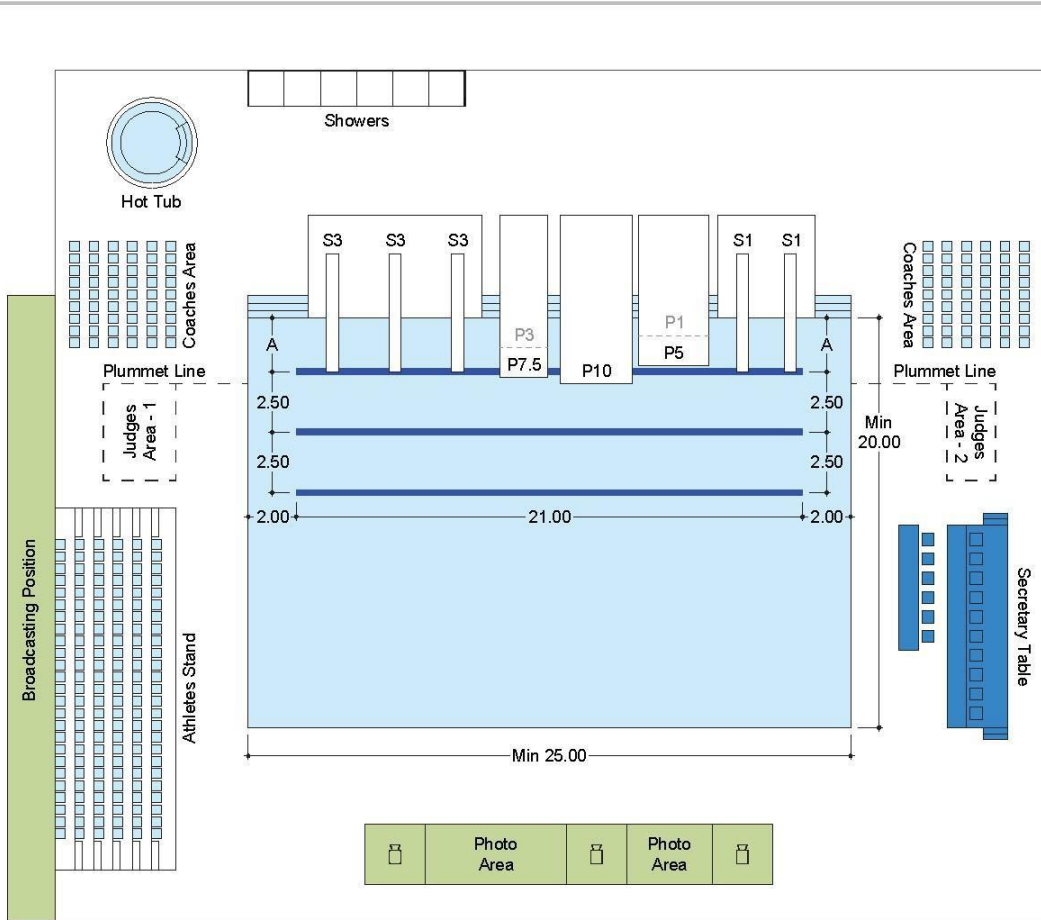 Showers
Hot Tub
Coaches Area
S3
S3
S3
S1
S1
Coaches
Area
P3
P7.5
P10
P1
P5
A
A
Plummet Line
Plummet Line
Judges
Area - 1
2.50
2.50
Min
20.00
Judges
Area - 2
2.50
2.50
2.00
21.00
2.00
Broadcasting Position
Athletes Stand
Secretary Table
Min 25.00
Photo
Area
Photo
Area